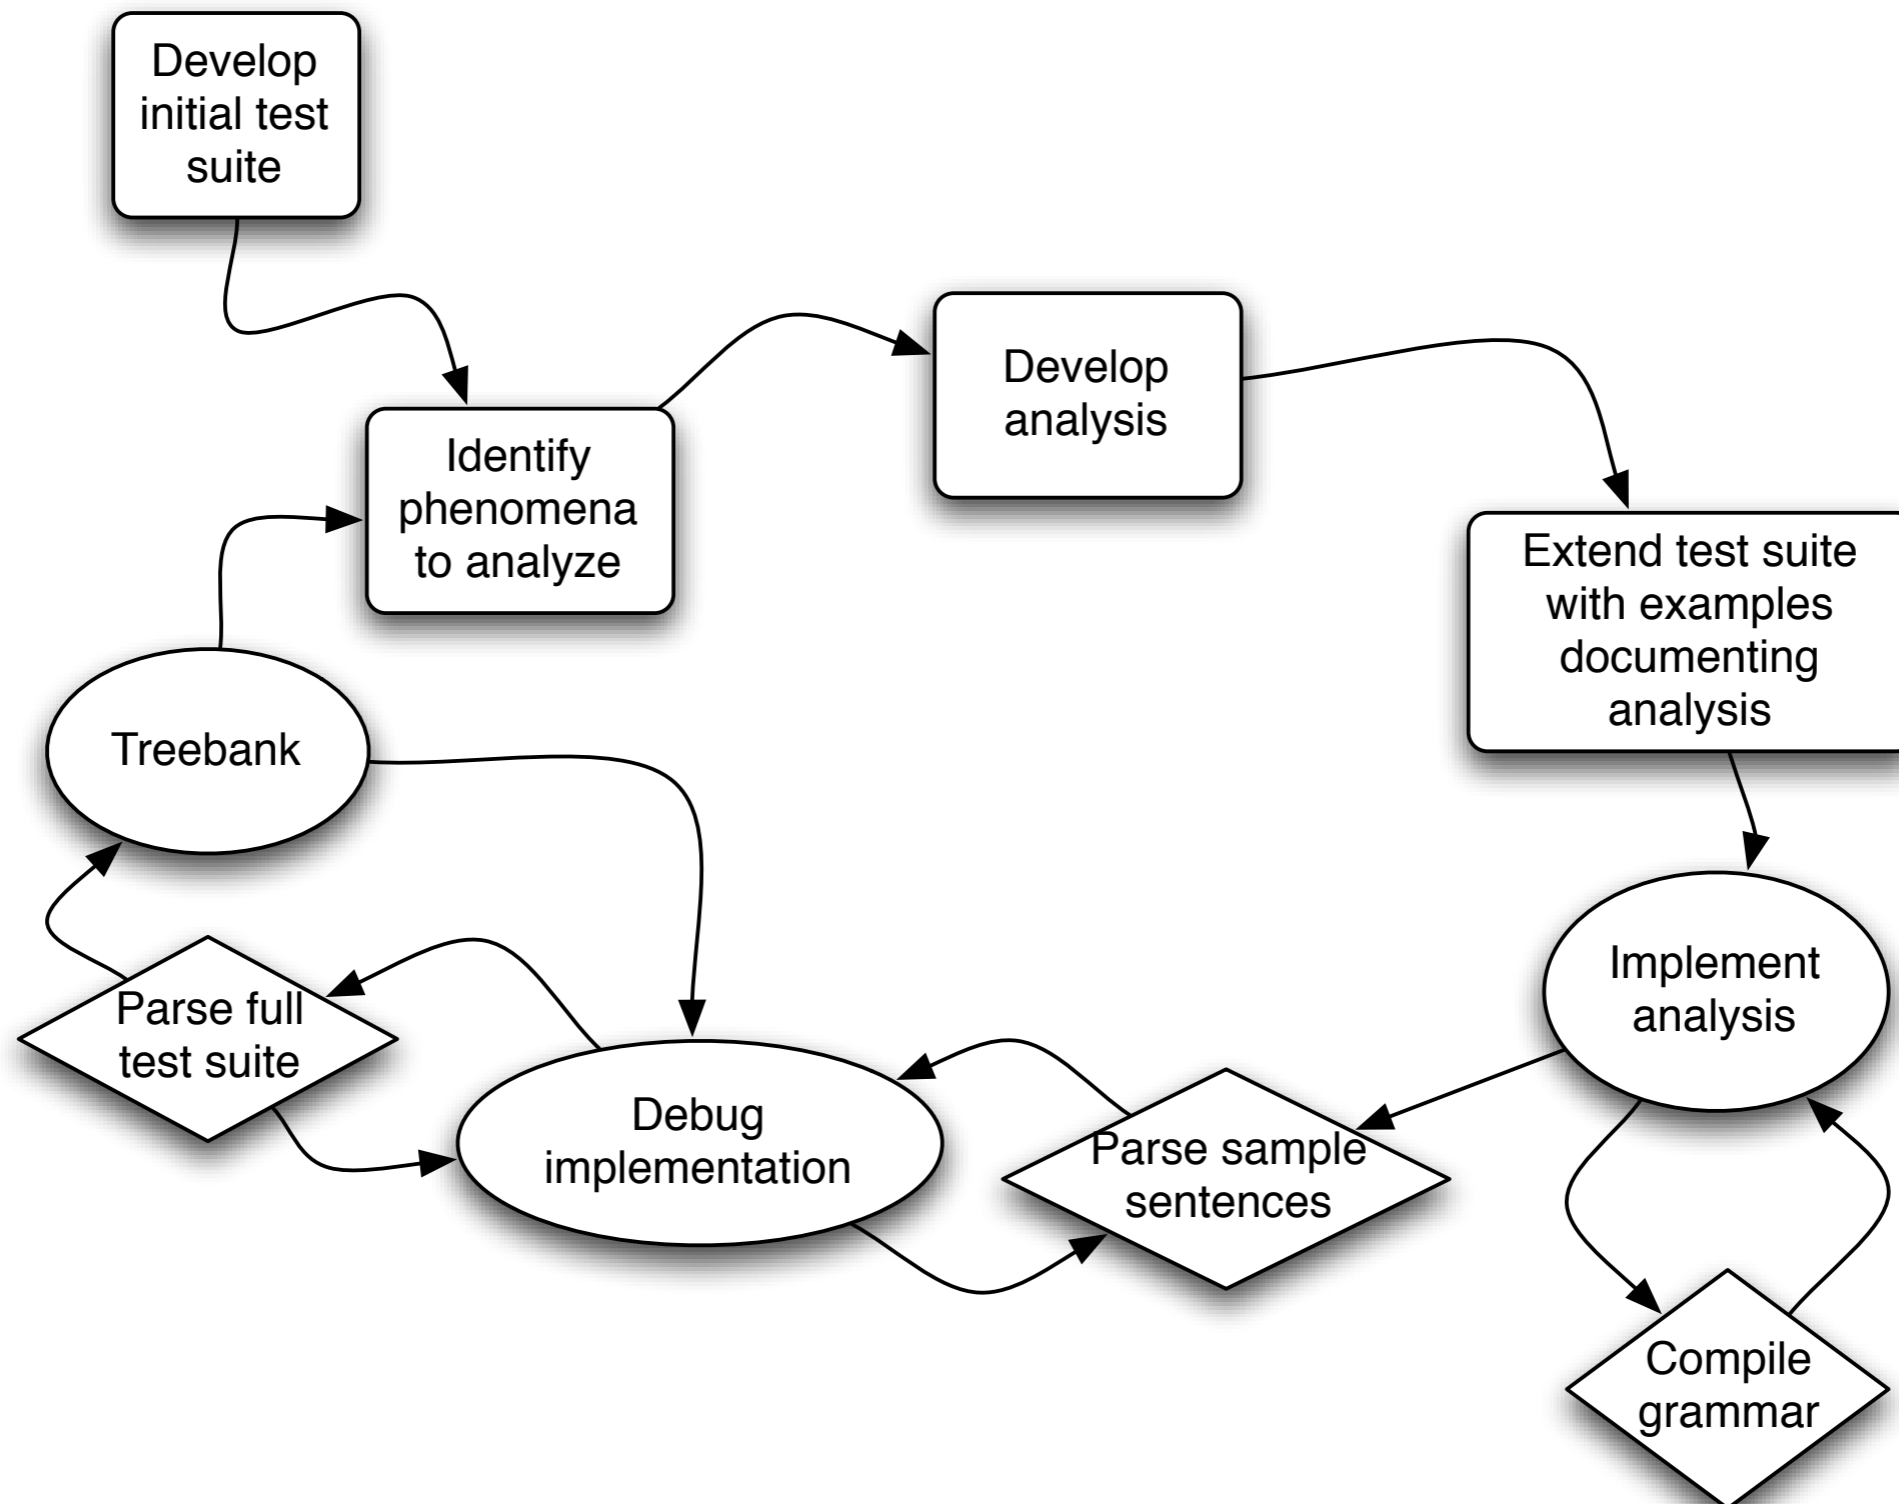 Develop
initial test
suite
Identify
phenomena
to analyze
Develop
analysis
Extend test suite
with examples
documenting
analysis
Treebank
Implement
analysis
Parse full
test suite
Debug
implementation
Parse sample
sentences
Compile
grammar